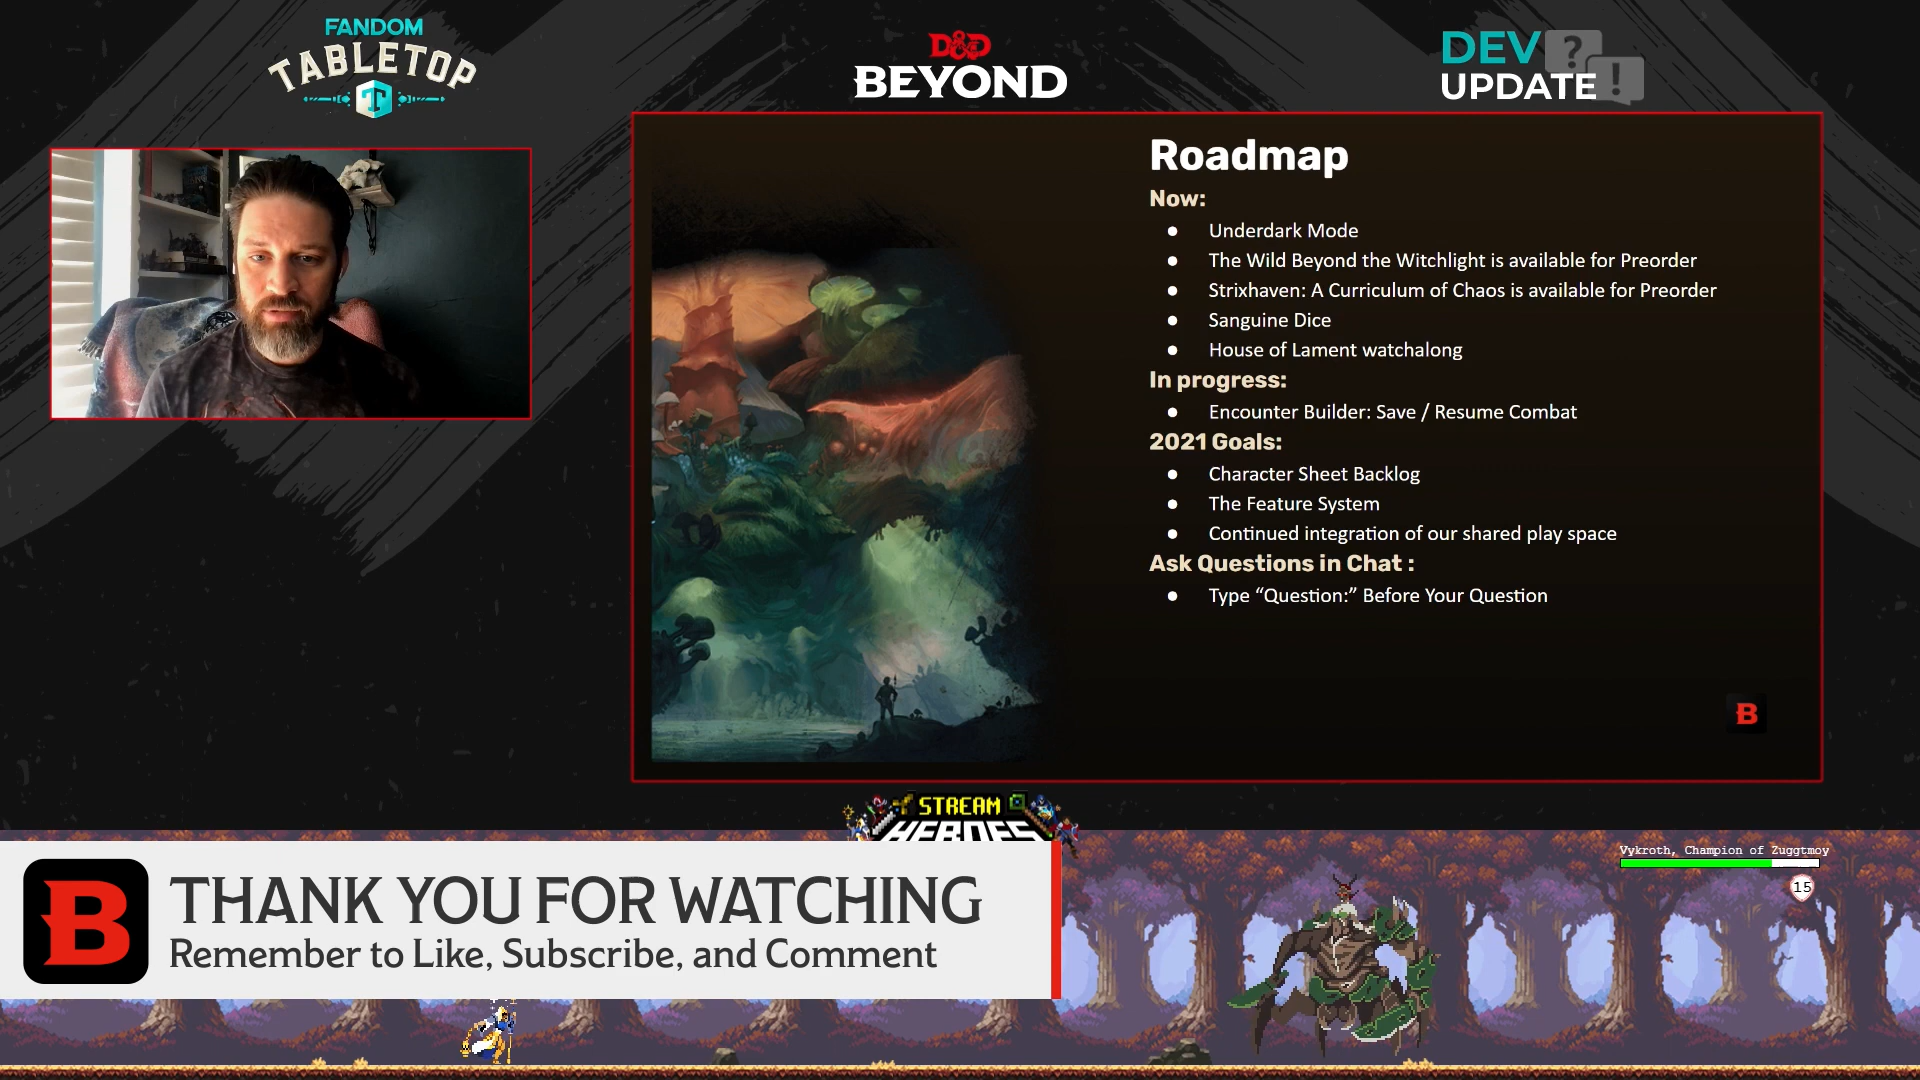 FANDOM
TABLETOP
T
D&D
BEYOND
DEV ?
UPDATE !
Roadmap
Now:
● Underdark Mode
● The Wild Beyond the Witchlight is available for Preorder
● Strixhaven: A Curriculum of Chaos is available for Preorder
● Sanguine Dice
● House of Lament watchalong
In progress:
● Encounter Builder: Save / Resume Combat
2021 Goals:
● Character Sheet Backlog
● The Feature System
● Continued integration of our shared play space
Ask Questions in Chat :
● Type “Question:” Before Your Question
B
STREAM
HEROES
Vykroth, Champion of Zuggtmoy
15
B
THANK YOU FOR WATCHING
Remember to Like, Subscribe, and Comment